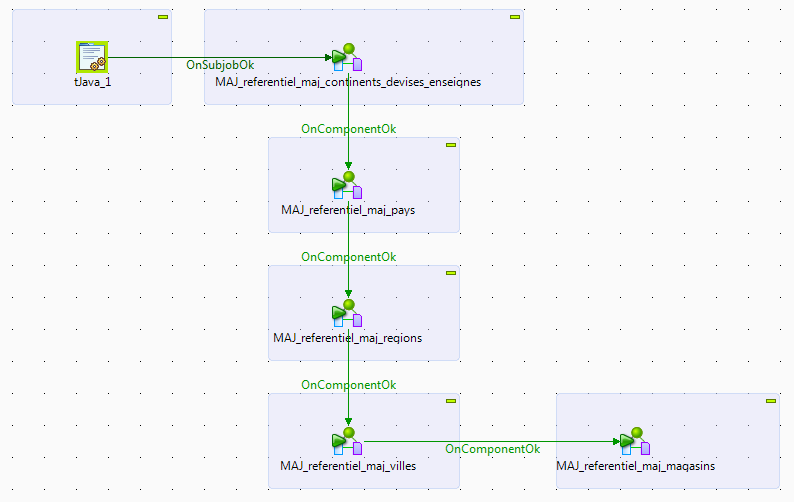 OnSubjobOk
tJava_1
MAJ_referentiel_maj_continents_devises_enseignes
OnComponentOk
MAJ_referentiel_maj_pays
OnComponentOk
MAJ_referentiel_maj_regions
OnComponentOk
OnComponentOk
MAJ_referentiel_maj_villes
MAJ_referentiel_maj_magasins